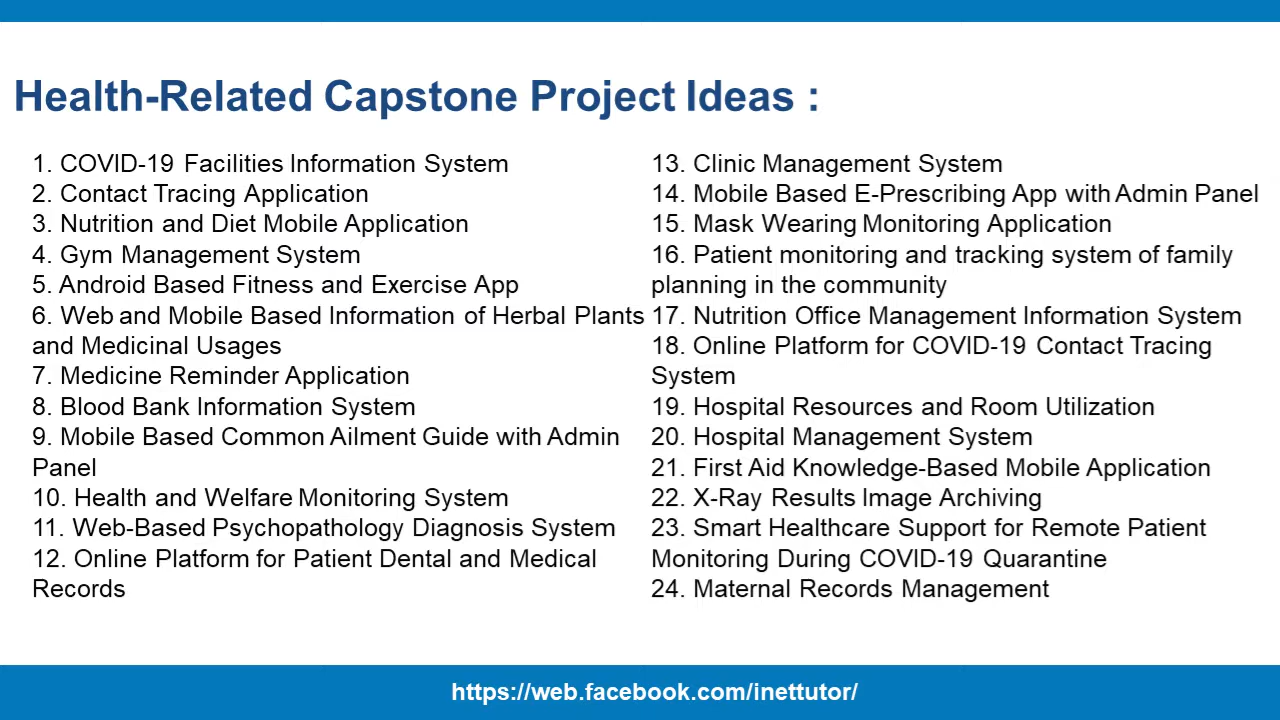 Health-Related Capstone Project Ideas :
1. COVID-19 Facilities Information System
2. Contact Tracing Application
3. Nutrition and Diet Mobile Application
4. Gym Management System
5. Android Based Fitness and Exercise App
6. Web and Mobile Based Information of Herbal Plants
and Medicinal Usages
7. Medicine Reminder Application
8. Blood Bank Information System
9. Mobile Based Common Ailment Guide with Admin
Panel
10. Health and Welfare Monitoring System
11. Web-Based Psychopathology Diagnosis System
12. Online Platform for Patient Dental and Medical
Records
13. Clinic Management System
14. Mobile Based E-Prescribing App with Admin Panel
15. Mask Wearing Monitoring Application
16. Patient monitoring and tracking system of family
planning in the community
17. Nutrition Office Management Information System
18. Online Platform for COVID-19 Contact Tracing
System
19. Hospital Resources and Room Utilization
20. Hospital Management System
21. First Aid Knowledge-Based Mobile Application
22. X-Ray Results Image Archiving
23. Smart Healthcare Support for Remote Patient
Monitoring During COVID-19 Quarantine
24. Maternal Records Management
https://web.facebook.com/inettutor/